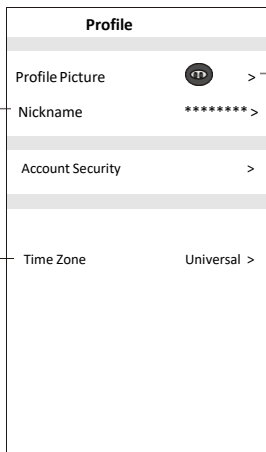 Profile
Profile Picture >
Nickname ******** >
Account Security >
Time Zone Universal >